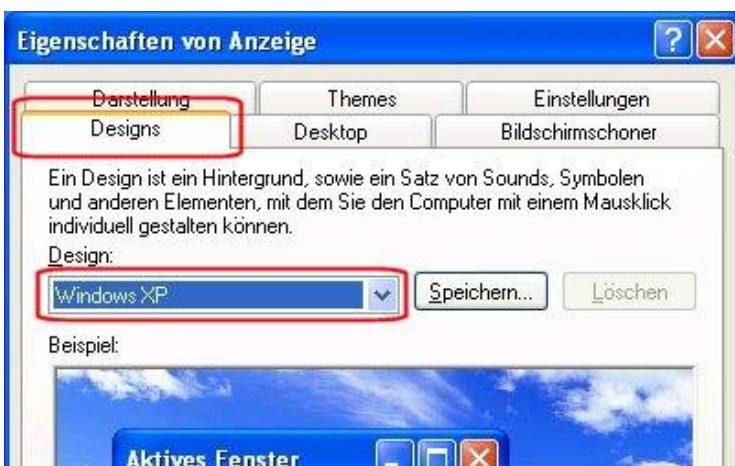 Eigenschaften von Anzeige
Darstellung Themes Einstellungen
Designs Desktop Bildschirmschoner
Ein Design ist ein Hintergrund, sowie ein Satz von Sounds, Symbolen
und anderen Elementen, mit dem Sie den Computer mit einem Mausklick
individuell gestalten können.
Design:
Windows XP Speichern... Löschen
Beispiel:
Aktives Fenster